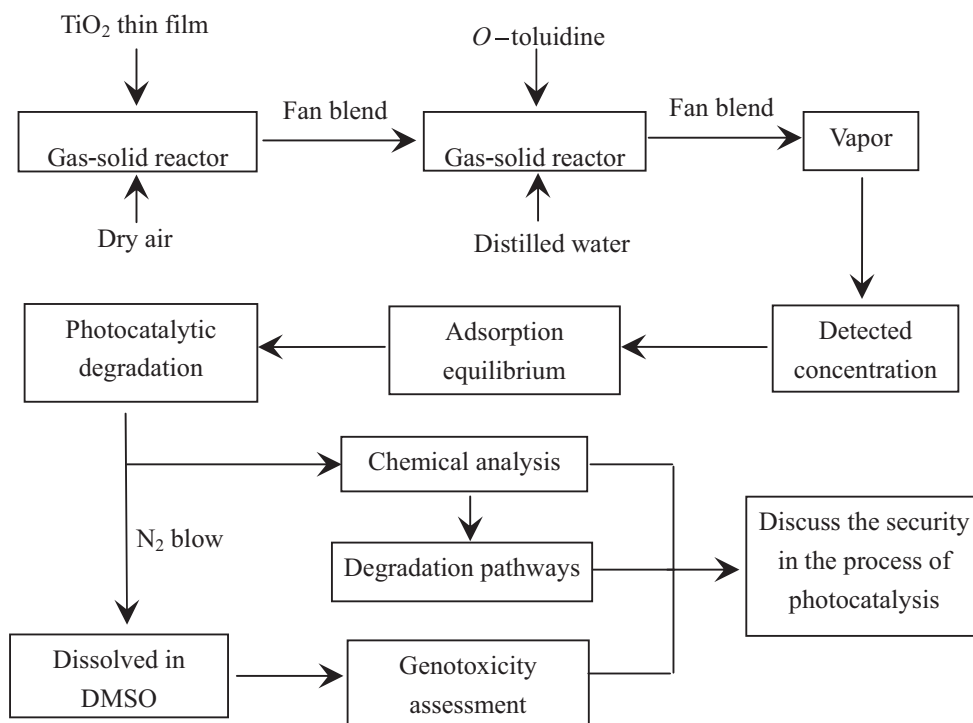 TiO2 thin film
O−toluidine
Fan blend
Fan blend
Gas-solid reactor
Gas-solid reactor
Vapor
Dry air
Distilled water
Photocatalytic
degradation
Adsorption
equilibrium
Detected
concentration
Chemical analysis
N2 blow
Degradation pathways
Discuss the security
in the process of
photocatalysis
Dissolved in
DMSO
Genotoxicity
assessment